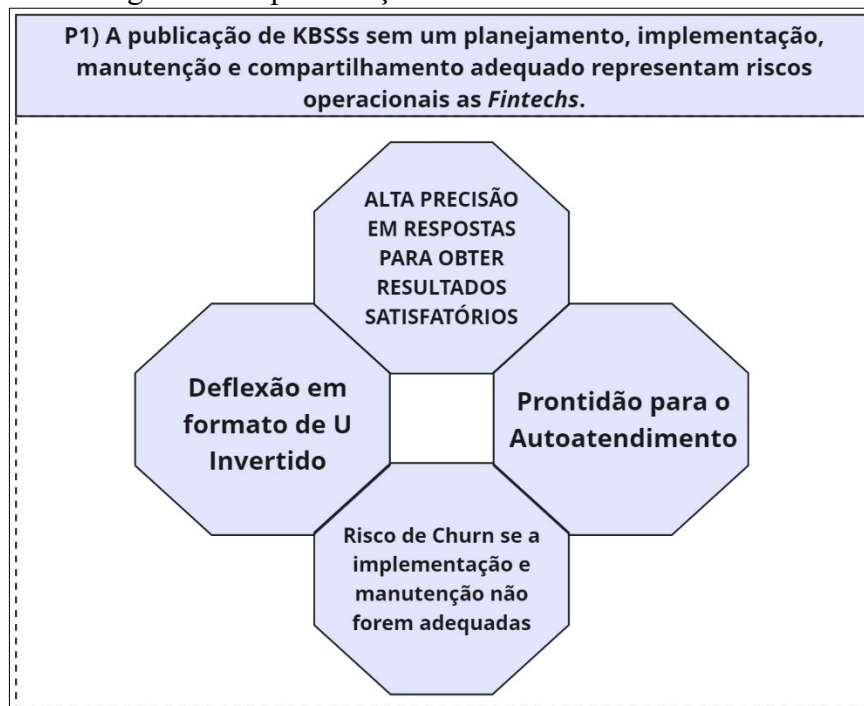 P1) A publicação de KBSSs sem um planejamento, implementação,
manutenção e compartilhamento adequado representam riscos
operacionais as Fintechs.
ALTA PRECISÃO
EM RESPOSTAS
PARA OBTER
RESULTADOS
SATISFATÓRIOS
Deflexão em
formato de U
Invertido
Prontidão para o
Autoatendimento
Risco de Churn se a
implementação e
manutenção não
forem adequadas